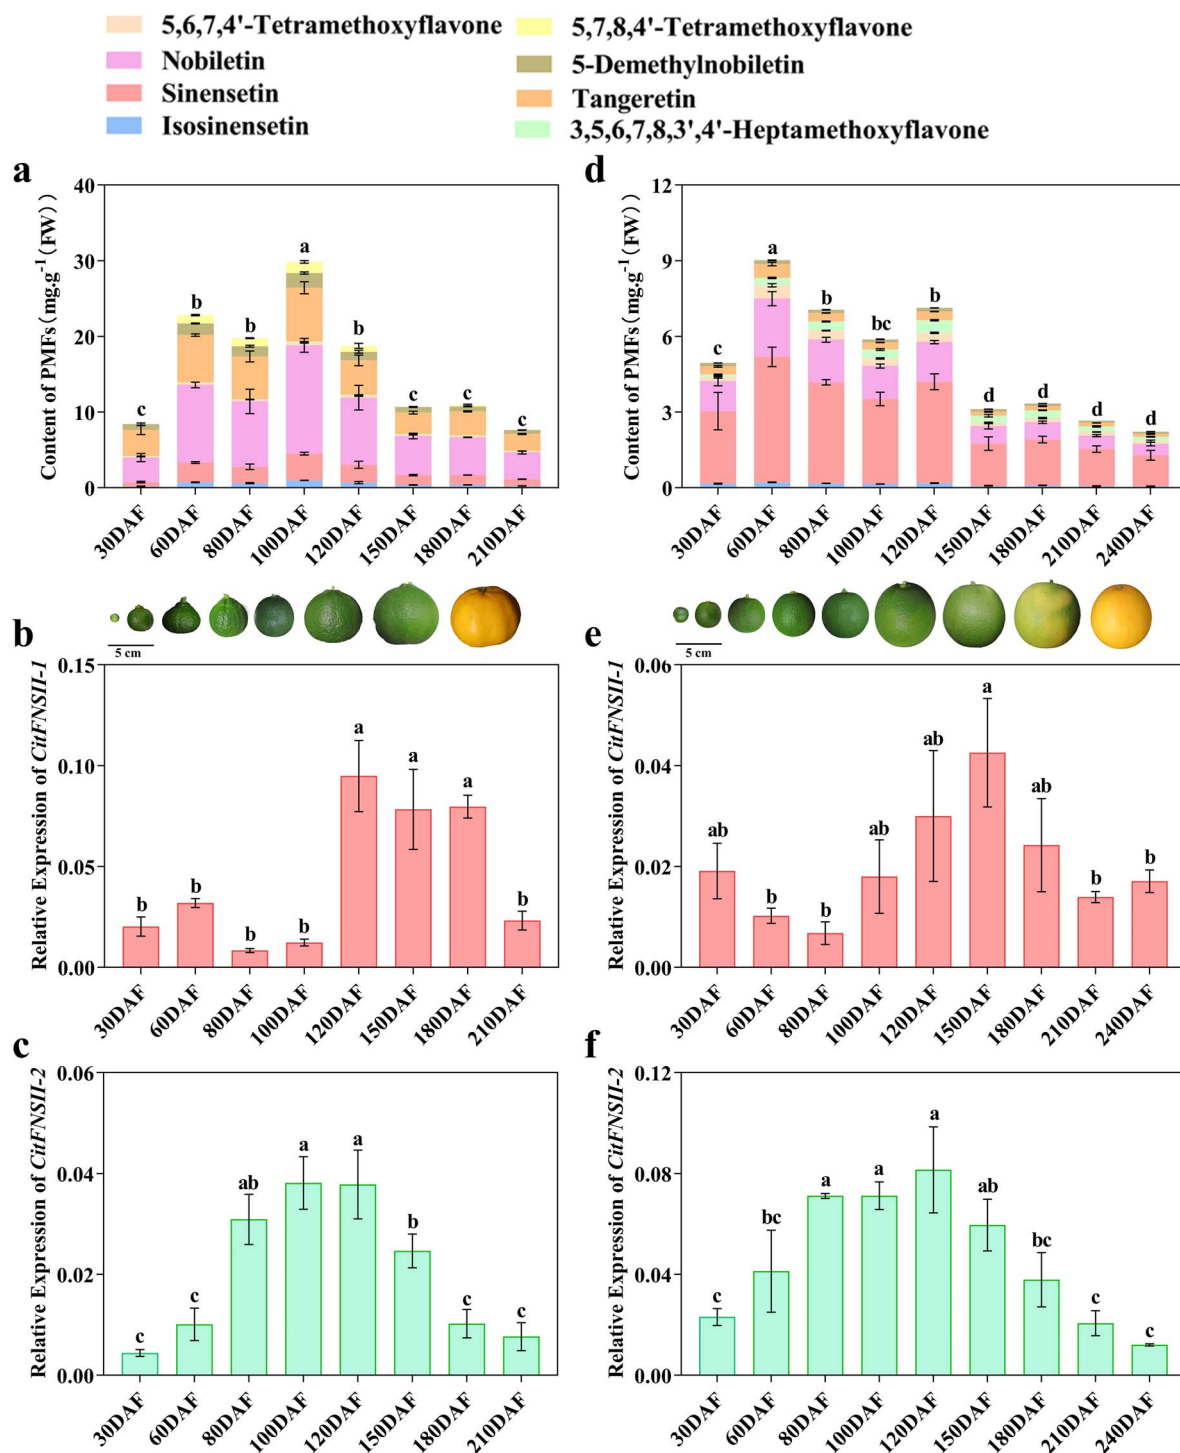 5,6,7,4'-Tetramethoxyflavone
5,7,8,4'-Tetramethoxyflavone
Nobiletin
5-Demethylnobiletin
Sinensetin
Tangeretin
Isosinensetin
3,5,6,7,8,3',4'-Heptamethoxyflavone
a
Content of PMFs (mg.g-1 (FW))
40
30
20
10
0
c
b
b
a
b
c
c
c
30DAF
60DAF
80DAF
100DAF
120DAF
150DAF
180DAF
210DAF
d
Content of PMFs (mg.g-1 (FW))
12
9
6
3
0
c
a
b
bc
b
d
d
d
d
30DAF
60DAF
80DAF
100DAF
120DAF
150DAF
180DAF
210DAF
240DAF
5 cm
5 cm
b
Relative Expression of CitFNSII-1
0.15
0.10
0.05
0.00
b
b
b
b
a
a
a
b
30DAF
60DAF
80DAF
100DAF
120DAF
150DAF
180DAF
210DAF
e
Relative Expression of CitFNSII-1
0.06
0.04
0.02
0.00
ab
b
b
ab
ab
a
ab
b
b
30DAF
60DAF
80DAF
100DAF
120DAF
150DAF
180DAF
210DAF
240DAF
c
Relative Expression of CitFNSII-2
0.06
0.04
0.02
0.00
c
c
ab
a
a
b
c
c
30DAF
60DAF
80DAF
100DAF
120DAF
150DAF
180DAF
210DAF
f
Relative Expression of CitFNSII-2
0.12
0.08
0.04
0.00
c
bc
a
a
a
ab
bc
c
c
30DAF
60DAF
80DAF
100DAF
120DAF
150DAF
180DAF
210DAF
240DAF